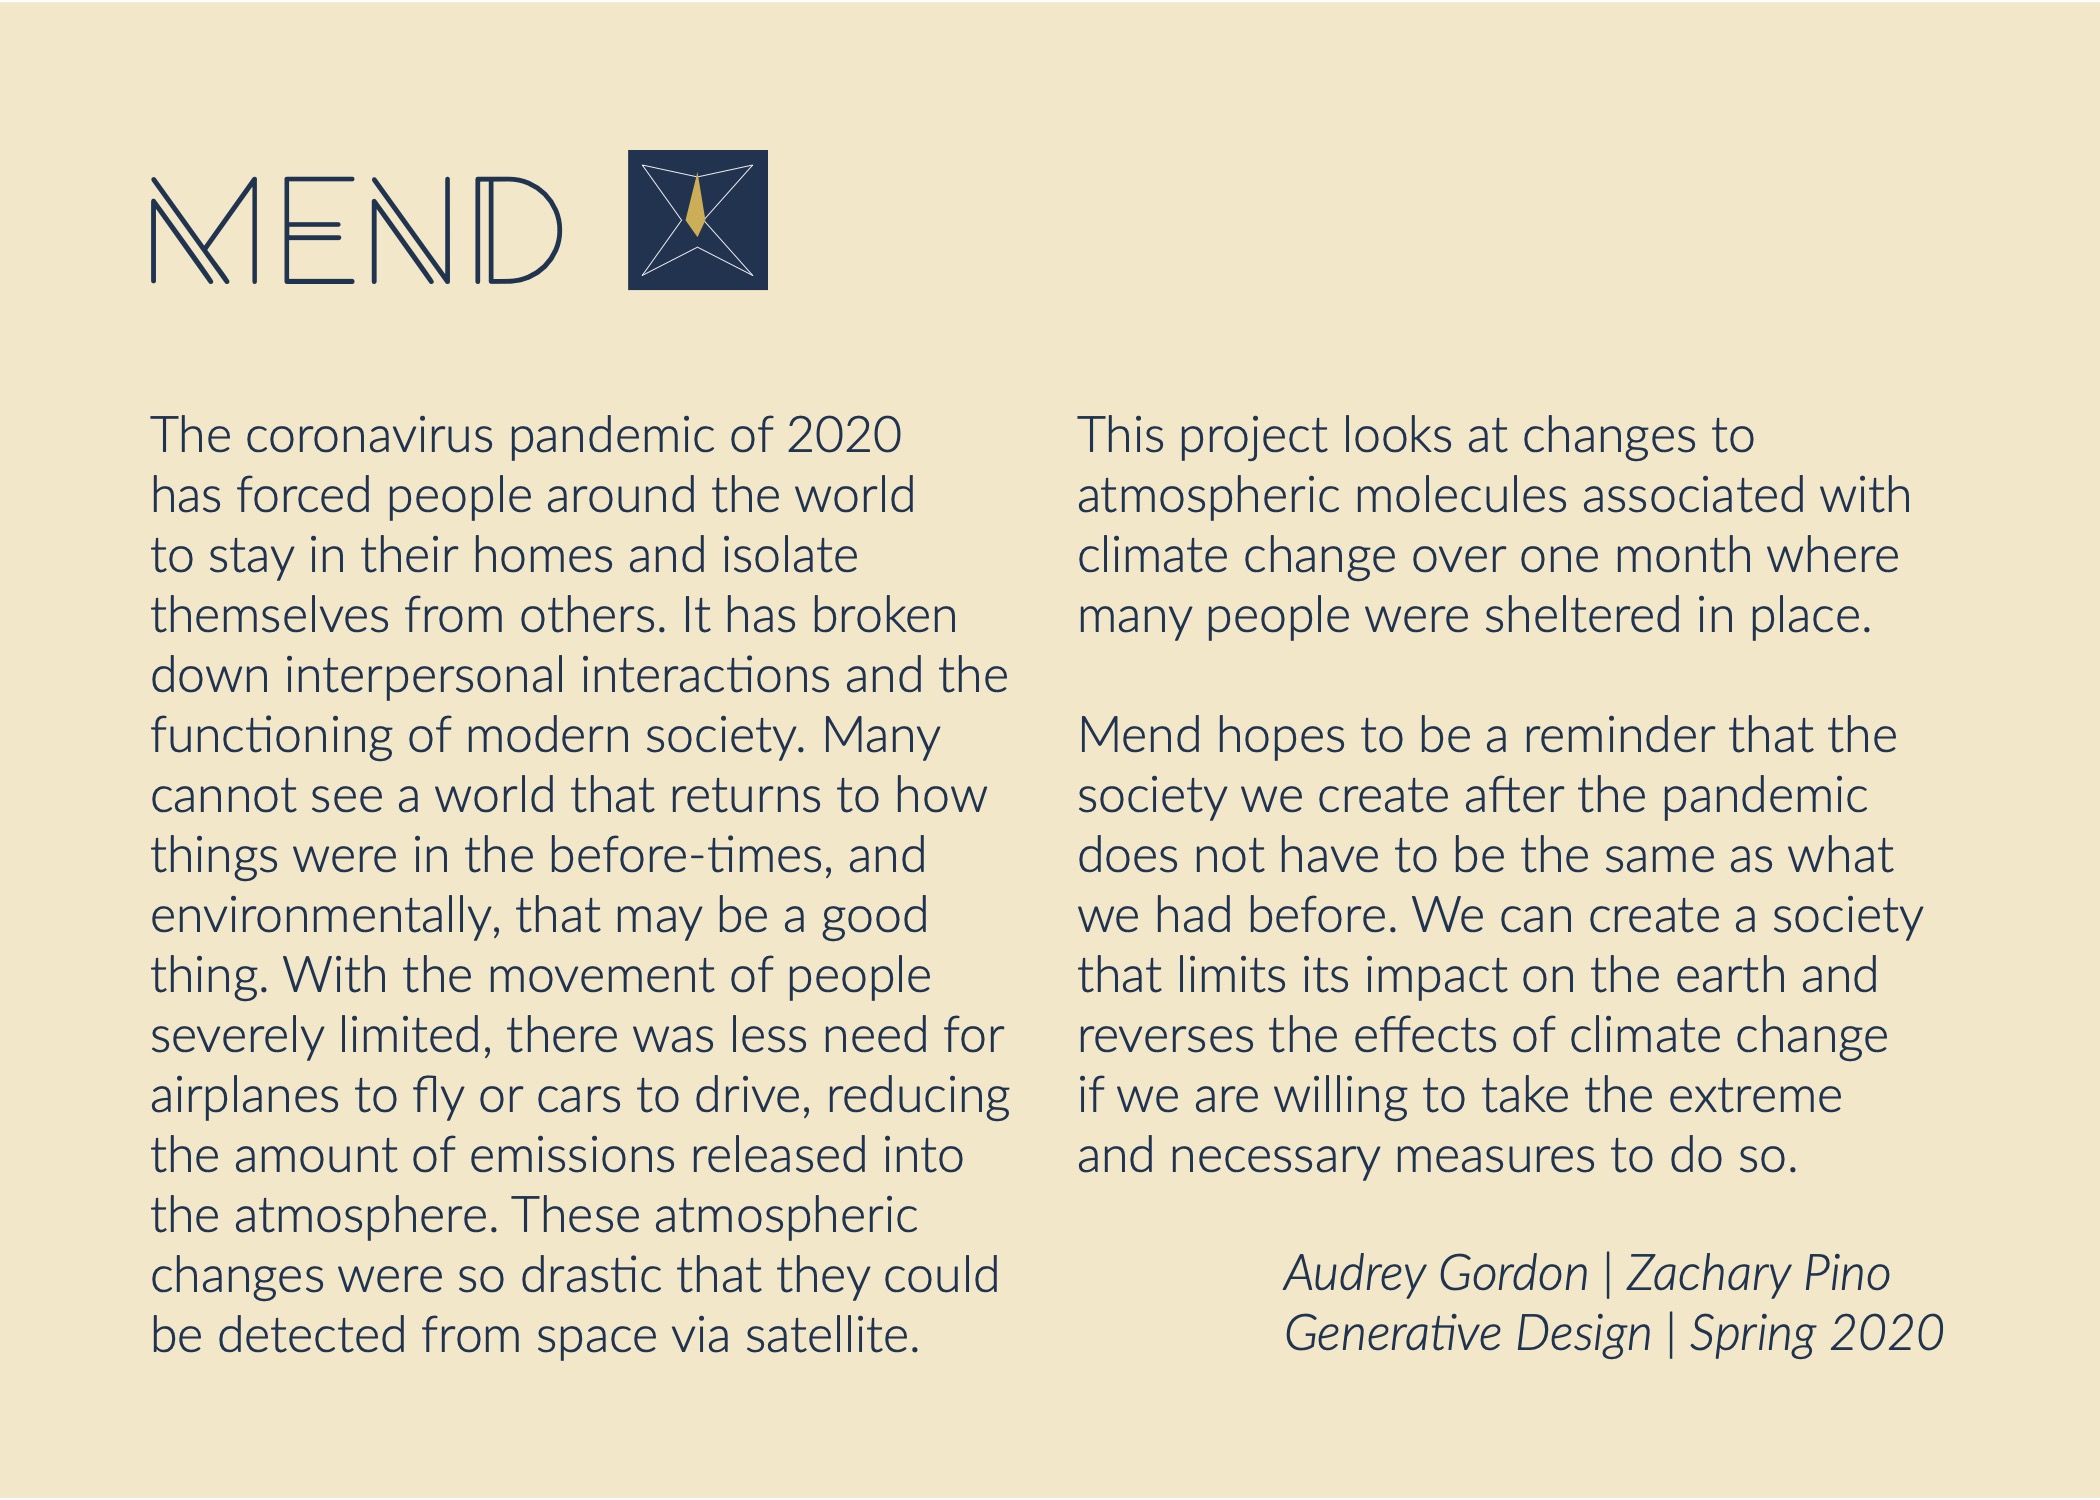 MEND
The coronavirus pandemic of 2020
has forced people around the world
to stay in their homes and isolate
themselves from others. It has broken
down interpersonal interactions and the
functioning of modern society. Many
cannot see a world that returns to how
things were in the before-times, and
environmentally, that may be a good
thing. With the movement of people
severely limited, there was less need for
airplanes to fly or cars to drive, reducing
the amount of emissions released into
the atmosphere. These atmospheric
changes were so drastic that they could
be detected from space via satellite.
This project looks at changes to
atmospheric molecules associated with
climate change over one month where
many people were sheltered in place.
Mend hopes to be a reminder that the
society we create after the pandemic
does not have to be the same as what
we had before. We can create a society
that limits its impact on the earth and
reverses the effects of climate change
if we are willing to take the extreme
and necessary measures to do so.
Audrey Gordon | Zachary Pino
Generative Design | Spring 2020